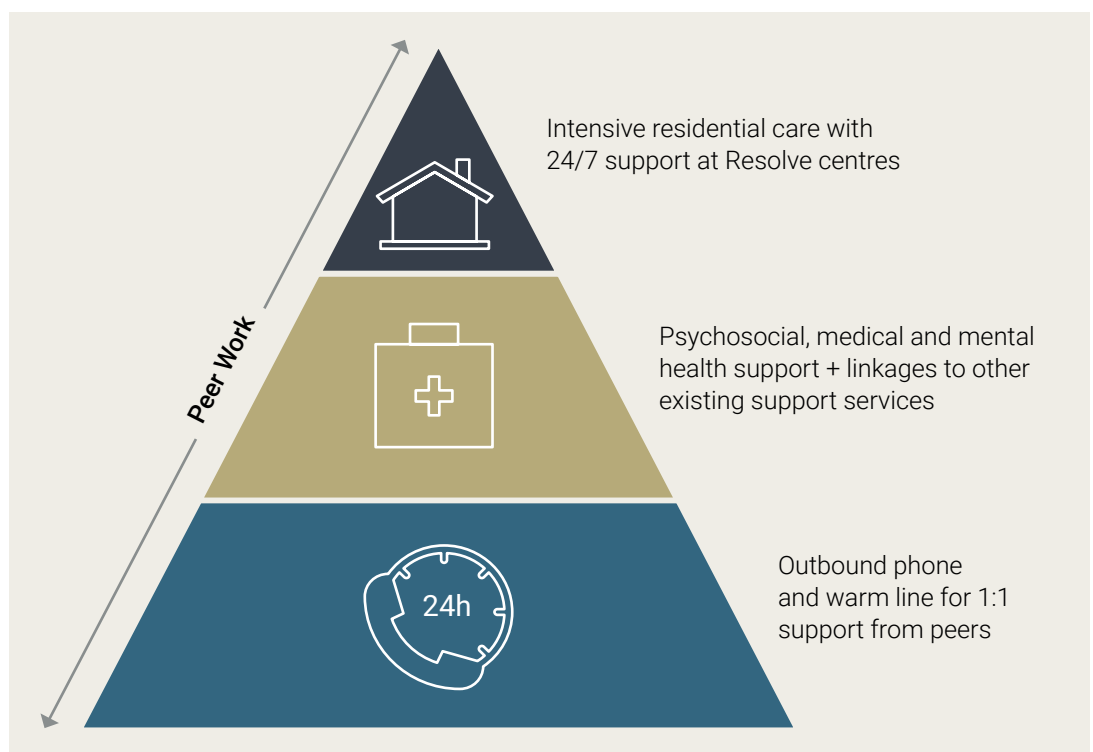 Intensive residential care with
24/7 support at Resolve centres
Peer Work
Psychosocial, medical and mental
health support + linkages to other
existing support services
24h
Outbound phone
and warm line for 1:1
support from peers